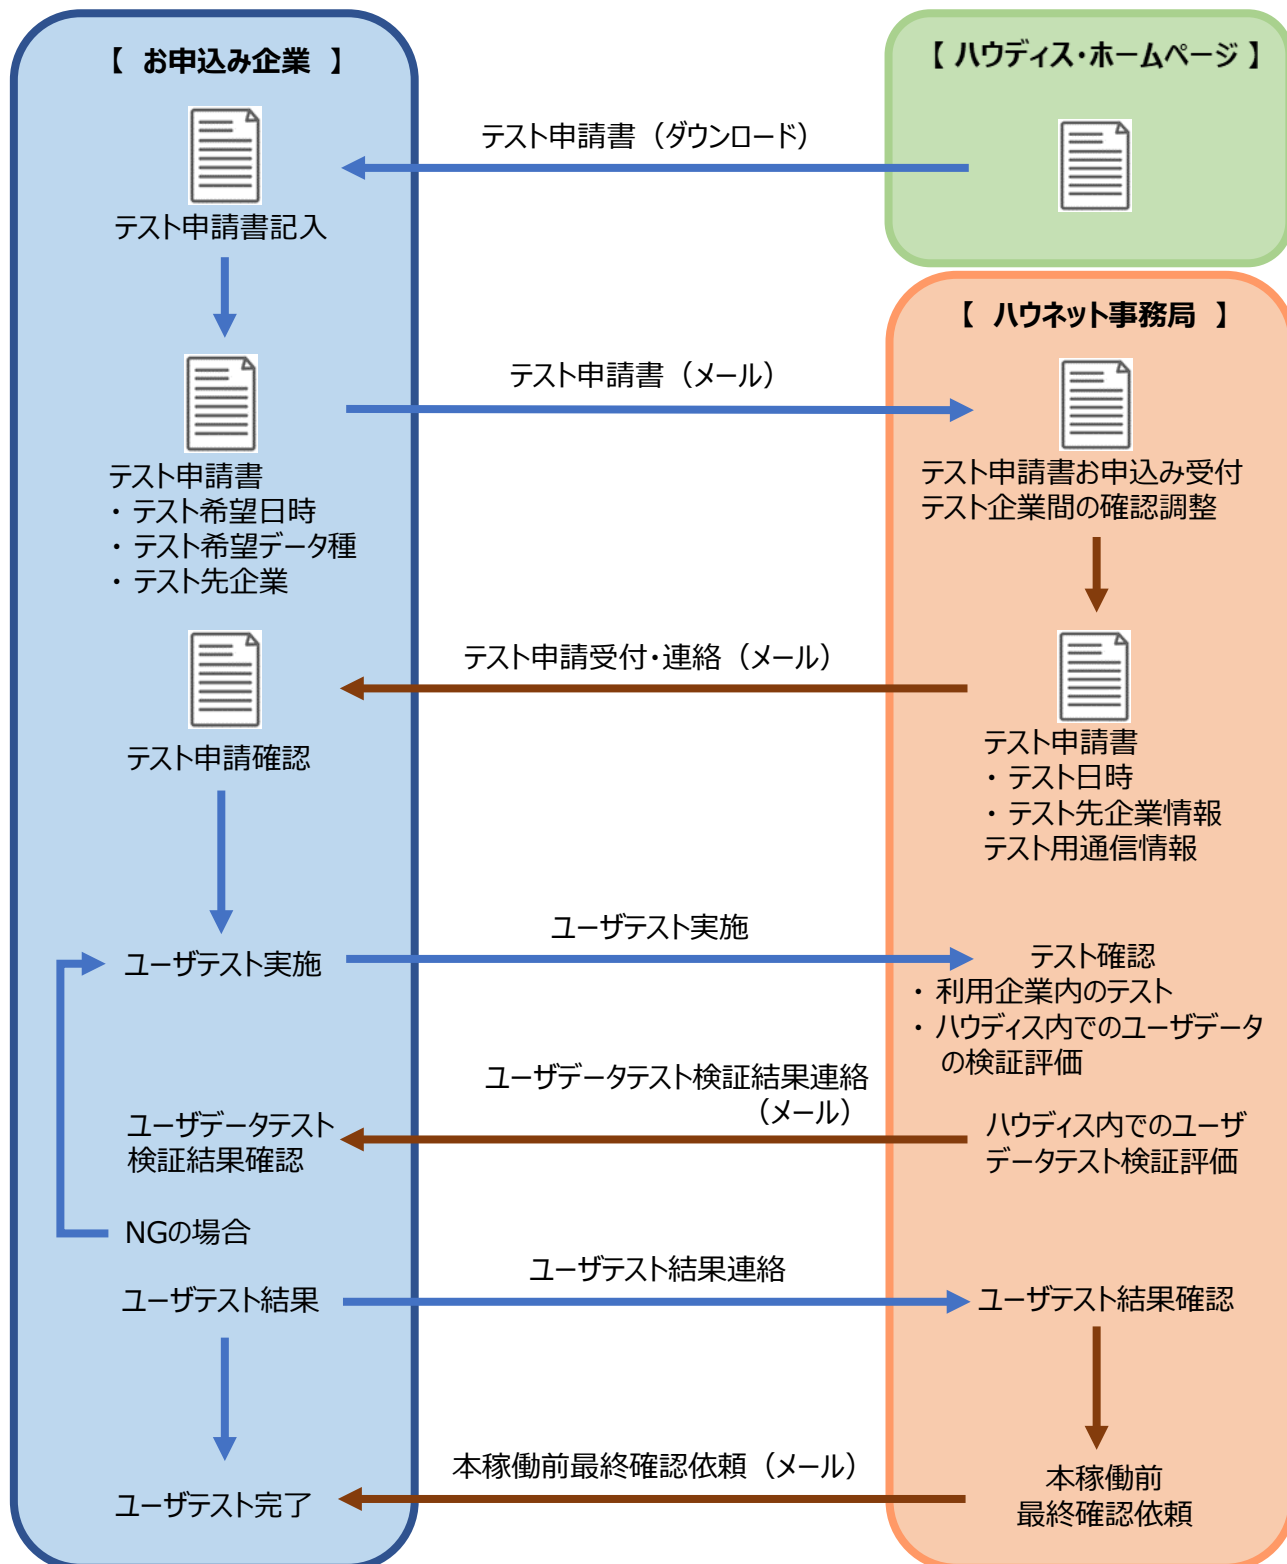 【 お申込み企業 】
【 ハウディス・ホームページ 】
テスト申請書（ダウンロード）
テスト申請書記入
【 ハウネット事務局 】
テスト申請書（メール）
テスト申請書
・ テスト希望日時
・ テスト希望データ種
・ テスト先企業
テスト申請書お申込み受付
テスト企業間の確認調整
テスト申請受付・連絡（メール）
テスト申請確認
テスト申請書
・ テスト日時
・ テスト先企業情報
テスト用通信情報
ユーザテスト実施
ユーザテスト実施
テスト確認
・ 利用企業内のテスト
・ ハウディス内でのユーザデータ
の検証評価
ユーザデータテスト検証結果連絡
（メール）
ユーザデータテスト
検証結果確認
ハウディス内でのユーザ
データテスト検証評価
NGの場合
ユーザテスト結果連絡
ユーザテスト結果
ユーザテスト結果確認
本稼働前最終確認依頼（メール）
ユーザテスト完了
本稼働前
最終確認依頼